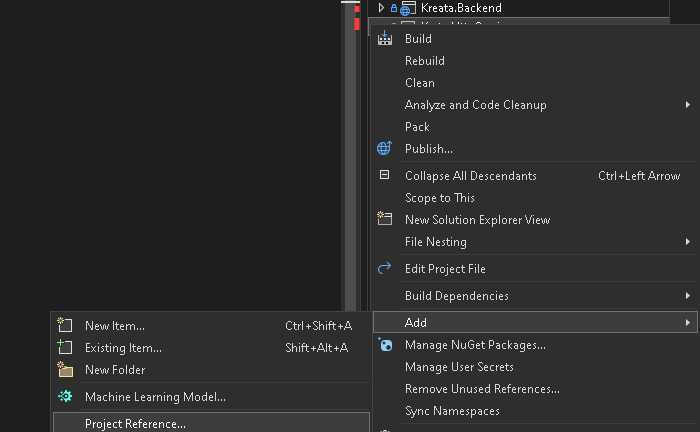 Kreata.Backend
Build
Rebuild
Clean
Analyze and Code Cleanup
Pack
Publish...
Collapse All Descendants Ctrl+Left Arrow
Scope to This
New Solution Explorer View
File Nesting
Edit Project File
Build Dependencies
Add
Manage NuGet Packages...
Manage User Secrets
Remove Unused References...
Sync Namespaces
New Item... Ctrl+Shift+A
Existing Item... Shift+Alt+A
New Folder
Machine Learning Model...
Project Reference...